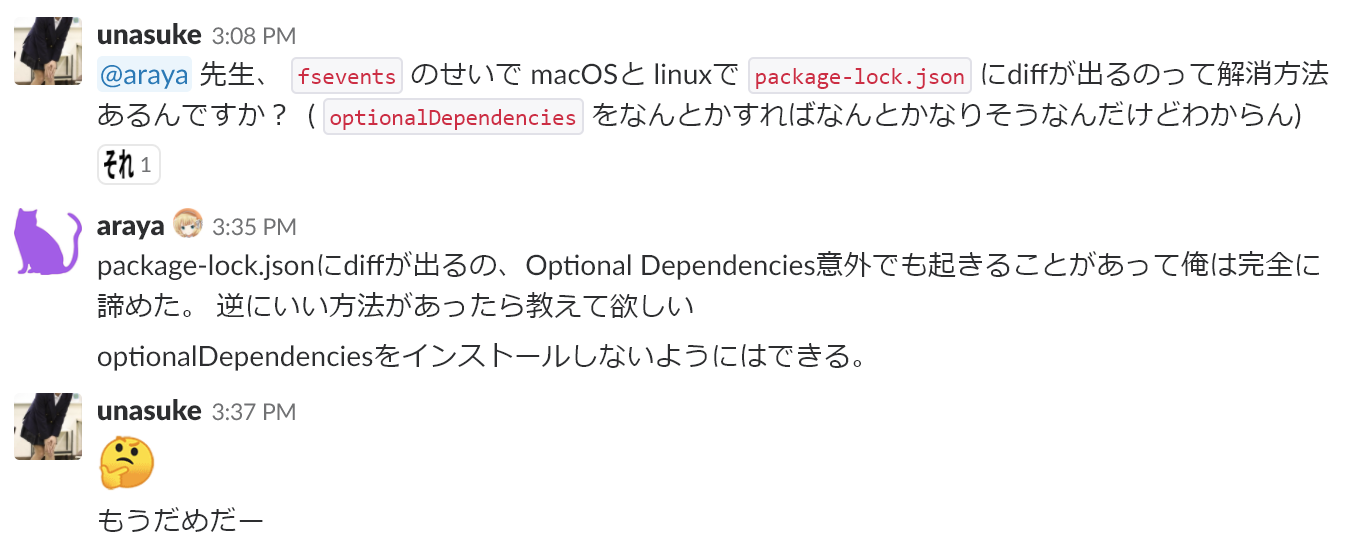 unasuke 3:08 PM
@araya 先生、 fsevents のせいで macOSと linuxで package-lock.json にdiffが出るのって解消方法
あるんですか？ ( optionalDependencies をなんとかすればなんとかなりそうなんだけどわからん)
それ 1
araya 3:35 PM
package-lock.jsonにdiffが出るの、Optional Dependencies意外でも起きることがあって俺は完全に
諦めた。 逆にいい方法があったら教えて欲しい
optionalDependenciesをインストールしないようにはできる。
unasuke 3:37 PM
もうだめだー